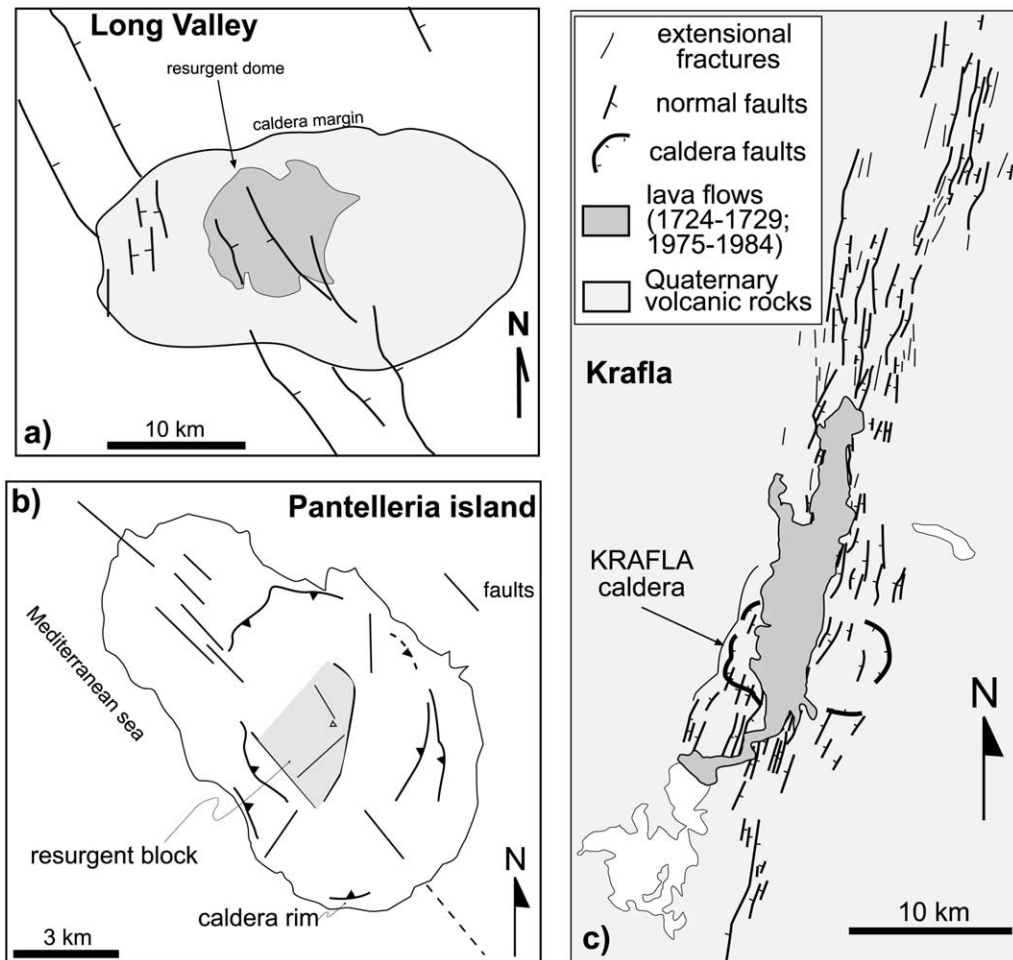 Long Valley
resurgent dome
caldera margin
N
10 km
a)
b)
Pantelleria island
faults
Mediterranean sea
resurgent block
caldera rim
N
3 km
extensional
fractures
normal faults
caldera faults
lava flows
(1724-1729;
1975-1984)
Quaternary
volcanic rocks
Krafla
KRAFLA
caldera
N
10 km
c)